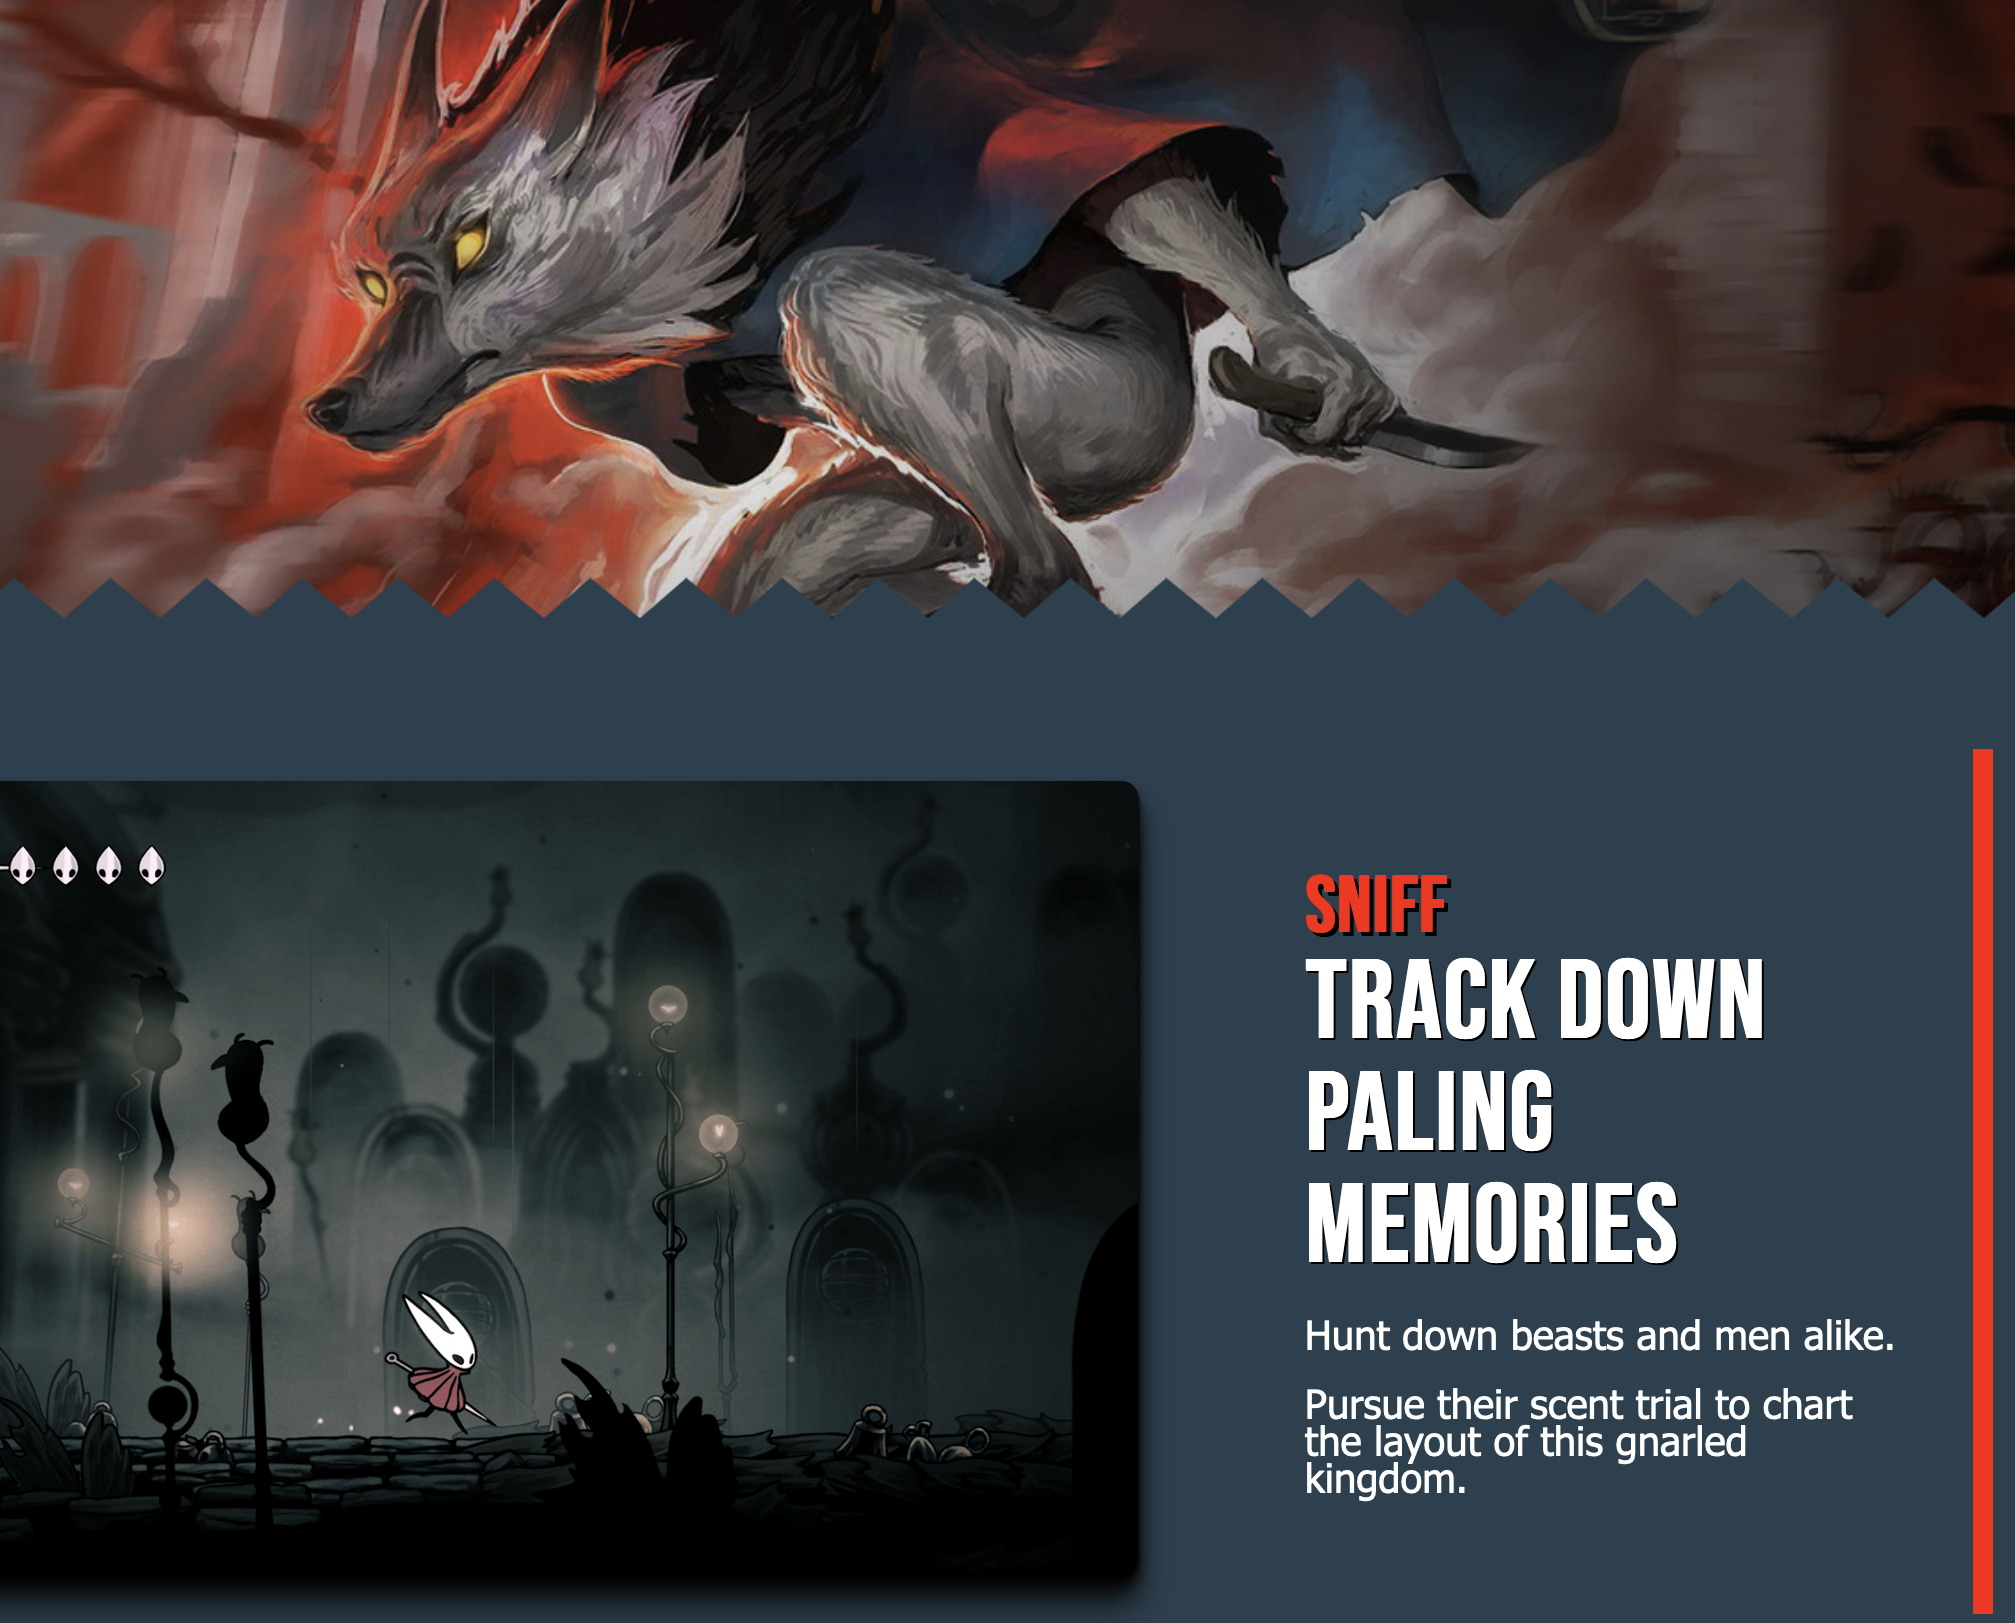 SNIFF
TRACK DOWN
PALING
MEMORIES
Hunt down beasts and men alike.
Pursue their scent trial to chart
the layout of this gnarled
kingdom.